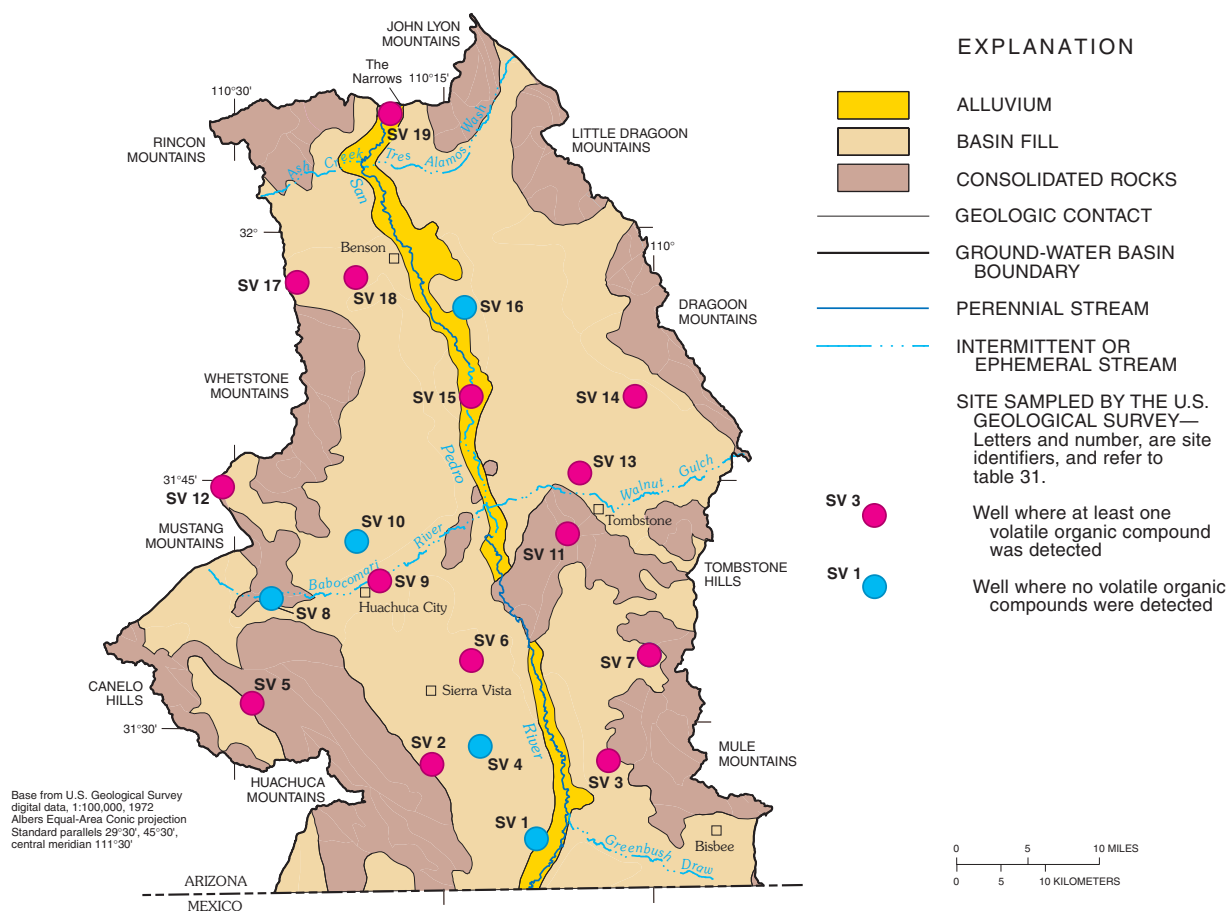 JOHN LYON
MOUNTAINS
The
Narrows
110°15'
110°30'
RINCON
MOUNTAINS
SV 19
Wash
LITTLE DRAGOON
MOUNTAINS
Ash Creek
Tres Alamos
San
32°
Benson
110°
SV 17
SV 18
SV 16
DRAGOON
MOUNTAINS
WHETSTONE
MOUNTAINS
SV 15
SV 14
Pedro
SV 13
Walnut Gulch
31°45'
SV 12
MUSTANG
MOUNTAINS
SV 10
Tombstone
SV 11
Babocomari River
SV 9
TOMBSTONE
HILLS
SV 8
Huachuca City
SV 6
SV 7
CANELO
HILLS
SV 5
Sierra Vista
31°30'
River
SV 2
SV 4
SV 3
MULE
MOUNTAINS
HUACHUCA
MOUNTAINS
SV 1
Greenbush Draw
Bisbee
Base from U.S. Geological Survey
digital data, 1:100,000, 1972
Albers Equal-Area Conic projection
Standard parallels 29°30', 45°30',
central meridian 111°30'
ARIZONA
MEXICO
EXPLANATION
ALLUVIUM
BASIN FILL
CONSOLIDATED ROCKS
GEOLOGIC CONTACT
GROUND-WATER BASIN
BOUNDARY
PERENNIAL STREAM
INTERMITTENT OR
EPHEMERAL STREAM
SITE SAMPLED BY THE U.S.
GEOLOGICAL SURVEY—
Letters and number, are site
identifiers, and refer to
table 31.
SV 3
Well where at least one
volatile organic compound
was detected
SV 1
Well where no volatile organic
compounds were detected
0 5 10 MILES
0 5 10 KILOMETERS